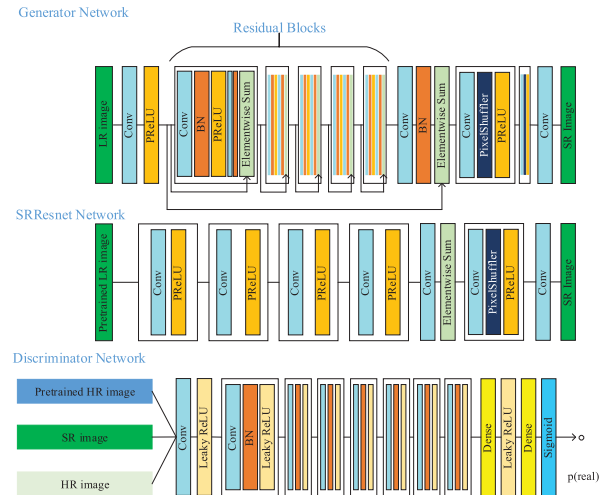 Generator Network
Residual Blocks
LR image
Conv
PReLU
Conv
BN
PReLU
Elementwise Sum
Conv
BN
Elementwise Sum
Conv
PixelShuffler
PReLU
Conv
SR Image
SRResnet Network
Pretrained LR image
Conv
PReLU
Conv
PReLU
Conv
PReLU
Conv
PReLU
Conv
Elementwise Sum
Conv
PixelShuffler
PReLU
Conv
SR Image
Discriminator Network
Pretrained HR image
SR image
HR image
Conv
Leaky ReLU
Conv
BN
Leaky ReLU
Dense
Leaky ReLU
Dense
Sigmoid
p(real)